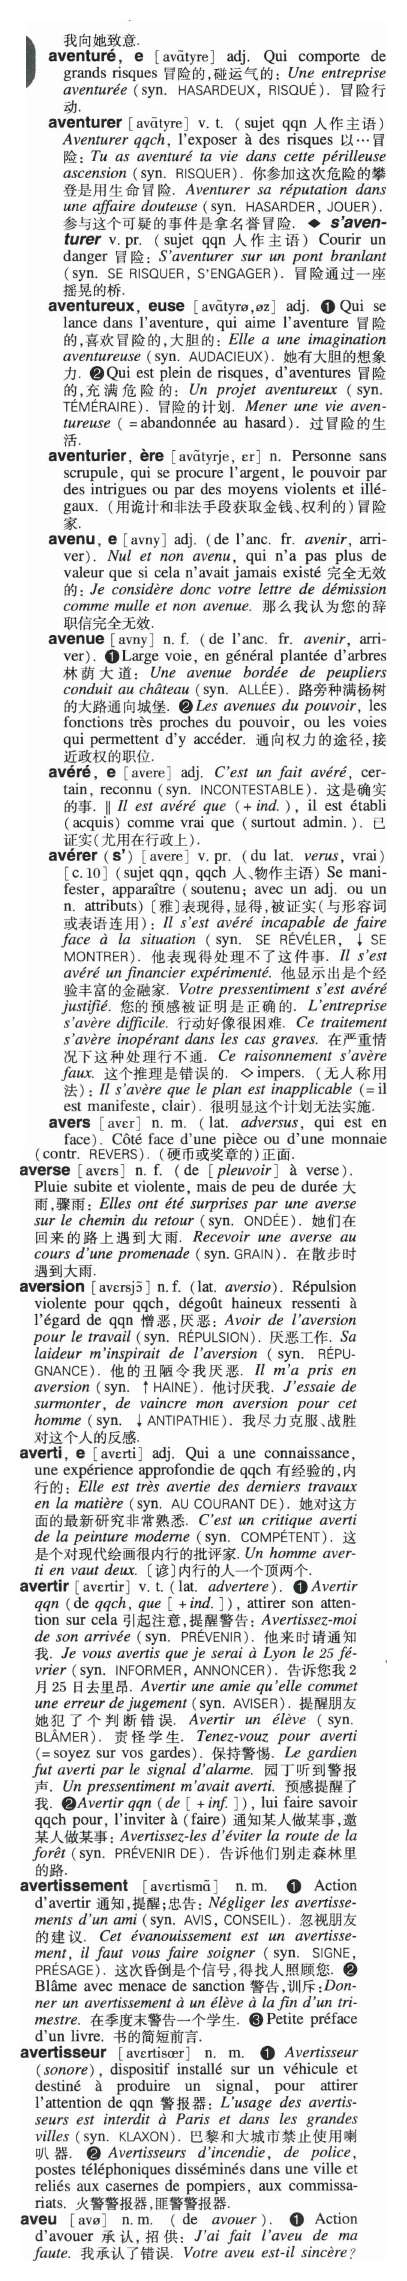 我向她致意.
aventuré, e [avɑ̃tyre] adj. Qui comporte de
grands risques 冒险的,碰运气的: Une entreprise
aventurée (syn. HASARDEUX, RISQUÉ). 冒险行
动.
aventurer [avɑ̃tyre] v. t. (sujet qqn 人作主语)
Aventurer qqch, l'exposer à des risques 以…冒
险: Tu as aventuré ta vie dans cette périlleuse
ascension (syn. RISQUER). 你参加这次危险的攀
登是用生命冒险. Aventurer sa réputation dans
une affaire douteuse (syn. HASARDER, JOUER).
参与这个可疑的事件是拿名誉冒险. ◆ s'aven-
turer v. pr. (sujet qqn 人作主语) Courir un
danger 冒险: S'aventurer sur un pont branlant
(syn. SE RISQUER, S'ENGAGER). 冒险通过一座
摇晃的桥.
aventureux, euse [avɑ̃tyrø,øz] adj. ❶ Qui se
lance dans l'aventure, qui aime l'aventure 冒险
的,喜欢冒险的,大胆的: Elle a une imagination
aventureuse (syn. AUDACIEUX). 她有大胆的想象
力. ❷ Qui est plein de risques, d'aventures 冒险
的,充满危险的: Un projet aventureux (syn.
TÉMÉRAIRE). 冒险的计划. Mener une vie aven-
tureuse (=abandonnée au hasard). 过冒险的生
活.
aventurier, ère [avɑ̃tyrje, ɛr] n. Personne sans
scrupule, qui se procure l'argent, le pouvoir par
des intrigues ou par des moyens violents et illé-
gaux. (用诡计和非法手段获取金钱、权利的)冒险
家.
avenu, e [avny] adj. (de l'anc. fr. avenir, arri-
ver). Nul et non avenu, qui n'a pas plus de
valeur que si cela n'avait jamais existé 完全无效
的: Je considère donc votre lettre de démission
comme mulle et non avenue. 那么我认为您的辞
职信完全无效.
avenue [avny] n. f. (de l'anc. fr. avenir, arri-
ver). ❶ Large voie, en général plantée d'arbres
林荫大道: Une avenue bordée de peupliers
conduit au château (syn. ALLÉE). 路旁种满杨树
的大路通向城堡. ❷ Les avenues du pouvoir, les
fonctions très proches du pouvoir, ou les voies
qui permettent d'y accéder. 通向权力的途径,接
近政权的职位.
avéré, e [avere] adj. C'est un fait avéré, cer-
tain, reconnu (syn. INCONTESTABLE). 这是确实
的事. ‖ Il est avéré que (+ind.), il est établi
(acquis) comme vrai que (surtout admin.). 已
证实(尤用在行政上).
avérer (s') [avere] v. pr. (du lat. verus, vrai)
[c. 10] (sujet qqn, qqch 人、物作主语) Se mani-
fester, apparaître (soutenu; avec un adj. ou un
n. attributs) [雅]表现得,显得,被证实(与形容词
或表语连用): Il s'est avéré incapable de faire
face à la situation (syn. SE RÉVÉLER, ↓ SE
MONTRER). 他表现得处理不了这件事. Il s'est
avéré un financier expérimenté. 他显示出是个经
验丰富的金融家. Votre pressentiment s'est avéré
justifié. 您的预感被证明是正确的. L'entreprise
s'avère difficile. 行动好像很困难. Ce traitement
s'avère inopérant dans les cas graves. 在严重情
况下这种处理行不通. Ce raisonnement s'avère
faux. 这个推理是错误的. ◇ impers. (无人称用
法): Il s'avère que le plan est inapplicable (=il
est manifeste, clair). 很明显这个计划无法实施.
avers [avɛr] n. m. (lat. adversus, qui est en
face). Côté face d'une pièce ou d'une monnaie
(contr. REVERS). (硬币或奖章的)正面.
averse [avɛrs] n. f. (de [pleuvoir] à verse).
Pluie subite et violente, mais de peu de durée 大
雨,骤雨: Elles ont été surprises par une averse
sur le chemin du retour (syn. ONDÉE). 她们在
回来的路上遇到大雨. Recevoir une averse au
cours d'une promenade (syn. GRAIN). 在散步时
遇到大雨.
aversion [avɛrsjɔ̃] n. f. (lat. aversio). Répulsion
violente pour qqch, dégoût haineux ressenti à
l'égard de qqn 憎恶,厌恶: Avoir de l'aversion
pour le travail (syn. RÉPULSION). 厌恶工作. Sa
laideur m'inspirait de l'aversion (syn. RÉPU-
GNANCE). 他的丑陋令我厌恶. Il m'a pris en
aversion (syn. ↑ HAINE). 他讨厌我. J'essaie de
surmonter, de vaincre mon aversion pour cet
homme (syn. ↓ ANTIPATHIE). 我尽力克服、战胜
对这个人的反感.
averti, e [avɛrti] adj. Qui a une connaissance,
une expérience approfondie de qqch 有经验的,内
行的: Elle est très avertie des derniers travaux
en la matière (syn. AU COURANT DE). 她对这方
面的最新研究非常熟悉. C'est un critique averti
de la peinture moderne (syn. COMPÉTENT). 这
是个对现代绘画很内行的批评家. Un homme aver-
ti en vaut deux. [谚]内行的人一个顶两个.
avertir [avɛrtir] v. t. (lat. advertere). ❶ Avertir
qqn (de qqch, que [+ind.]), attirer son atten-
tion sur cela 引起注意,提醒警告: Avertissez-moi
de son arrivée (syn. PRÉVENIR). 他来时请通知
我. Je vous avertis que je serai à Lyon le 25 fé-
vrier (syn. INFORMER, ANNONCER). 告诉您我 2
月 25 日去里昂. Avertir une amie qu'elle commet
une erreur de jugement (syn. AVISER). 提醒朋友
她犯了个判断错误. Avertir un élève (syn.
BLÂMER). 责怪学生. Tenez-vouz pour averti
(=soyez sur vos gardes). 保持警惕. Le gardien
fut averti par le signal d'alarme. 园丁听到警报
声. Un pressentiment m'avait averti. 预感提醒了
我. ❷ Avertir qqn (de [+inf.]), lui faire savoir
qqch pour, l'inviter à (faire) 通知某人做某事,邀
某人做某事: Avertissez-les d'éviter la route de la
forêt (syn. PRÉVENIR DE). 告诉他们别走森林里
的路.
avertissement [avɛrtismɑ̃] n. m. ❶ Action
d'avertir 通知,提醒;忠告: Négliger les avertisse-
ments d'un ami (syn. AVIS, CONSEIL). 忽视朋友
的建议. Cet évanouissement est un avertisse-
ment, il faut vous faire soigner (syn. SIGNE,
PRÉSAGE). 这次昏倒是个信号,得找人照顾您. ❷
Blâme avec menace de sanction 警告,训斥: Don-
ner un avertissement à un élève à la fin d'un tri-
mestre. 在季度末警告一个学生. ❸ Petite préface
d'un livre. 书的简短前言.
avertisseur [avɛrtisœr] n. m. ❶ Avertisseur
(sonore), dispositif installé sur un véhicule et
destiné à produire un signal, pour attirer
l'attention de qqn 警报器: L'usage des avertis-
seurs est interdit à Paris et dans les grandes
villes (syn. KLAXON). 巴黎和大城市禁止使用喇
叭器. ❷ Avertisseurs d'incendie, de police,
postes téléphoniques disséminés dans une ville et
reliés aux casernes de pompiers, aux commissa-
riats. 火警警报器,匪警警报器.
aveu [avø] n. m. (de avouer). ❶ Action
d'avouer 承认,招供: J'ai fait l'aveu de ma
faute. 我承认了错误. Votre aveu est-il sincère?